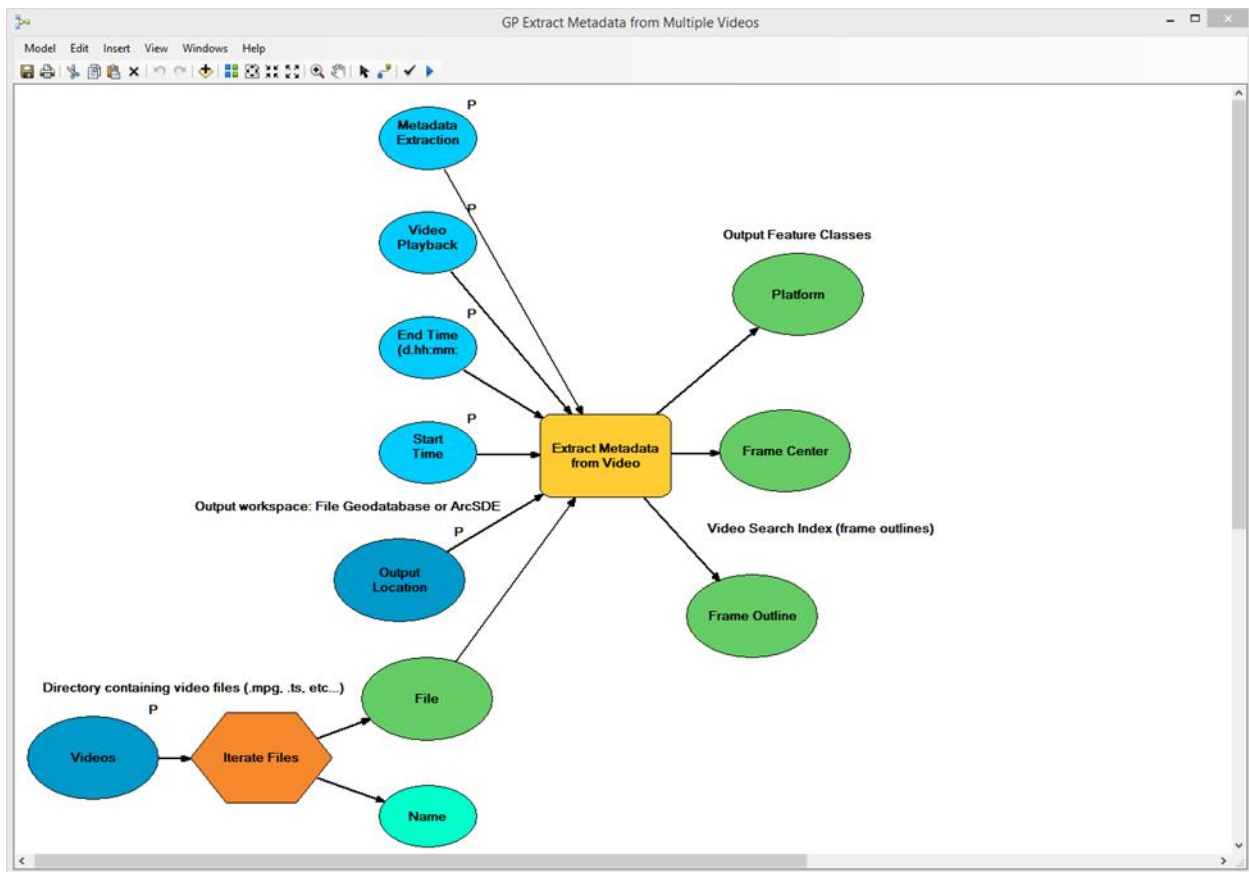 GP Extract Metadata from Multiple Videos
Model Edit Insert View Windows Help
P
Metadata
Extraction
P
Video
Playback
P
End Time
(d.hh:mm:
P
Start
Time
Output workspace: File Geodatabase or ArcSDE
P
Output
Location
Directory containing video files (.mpg, .ts, etc...)
P
Videos
Iterate Files
File
Name
Extract Metadata
from Video
Output Feature Classes
Platform
Frame Center
Video Search Index (frame outlines)
Frame Outline